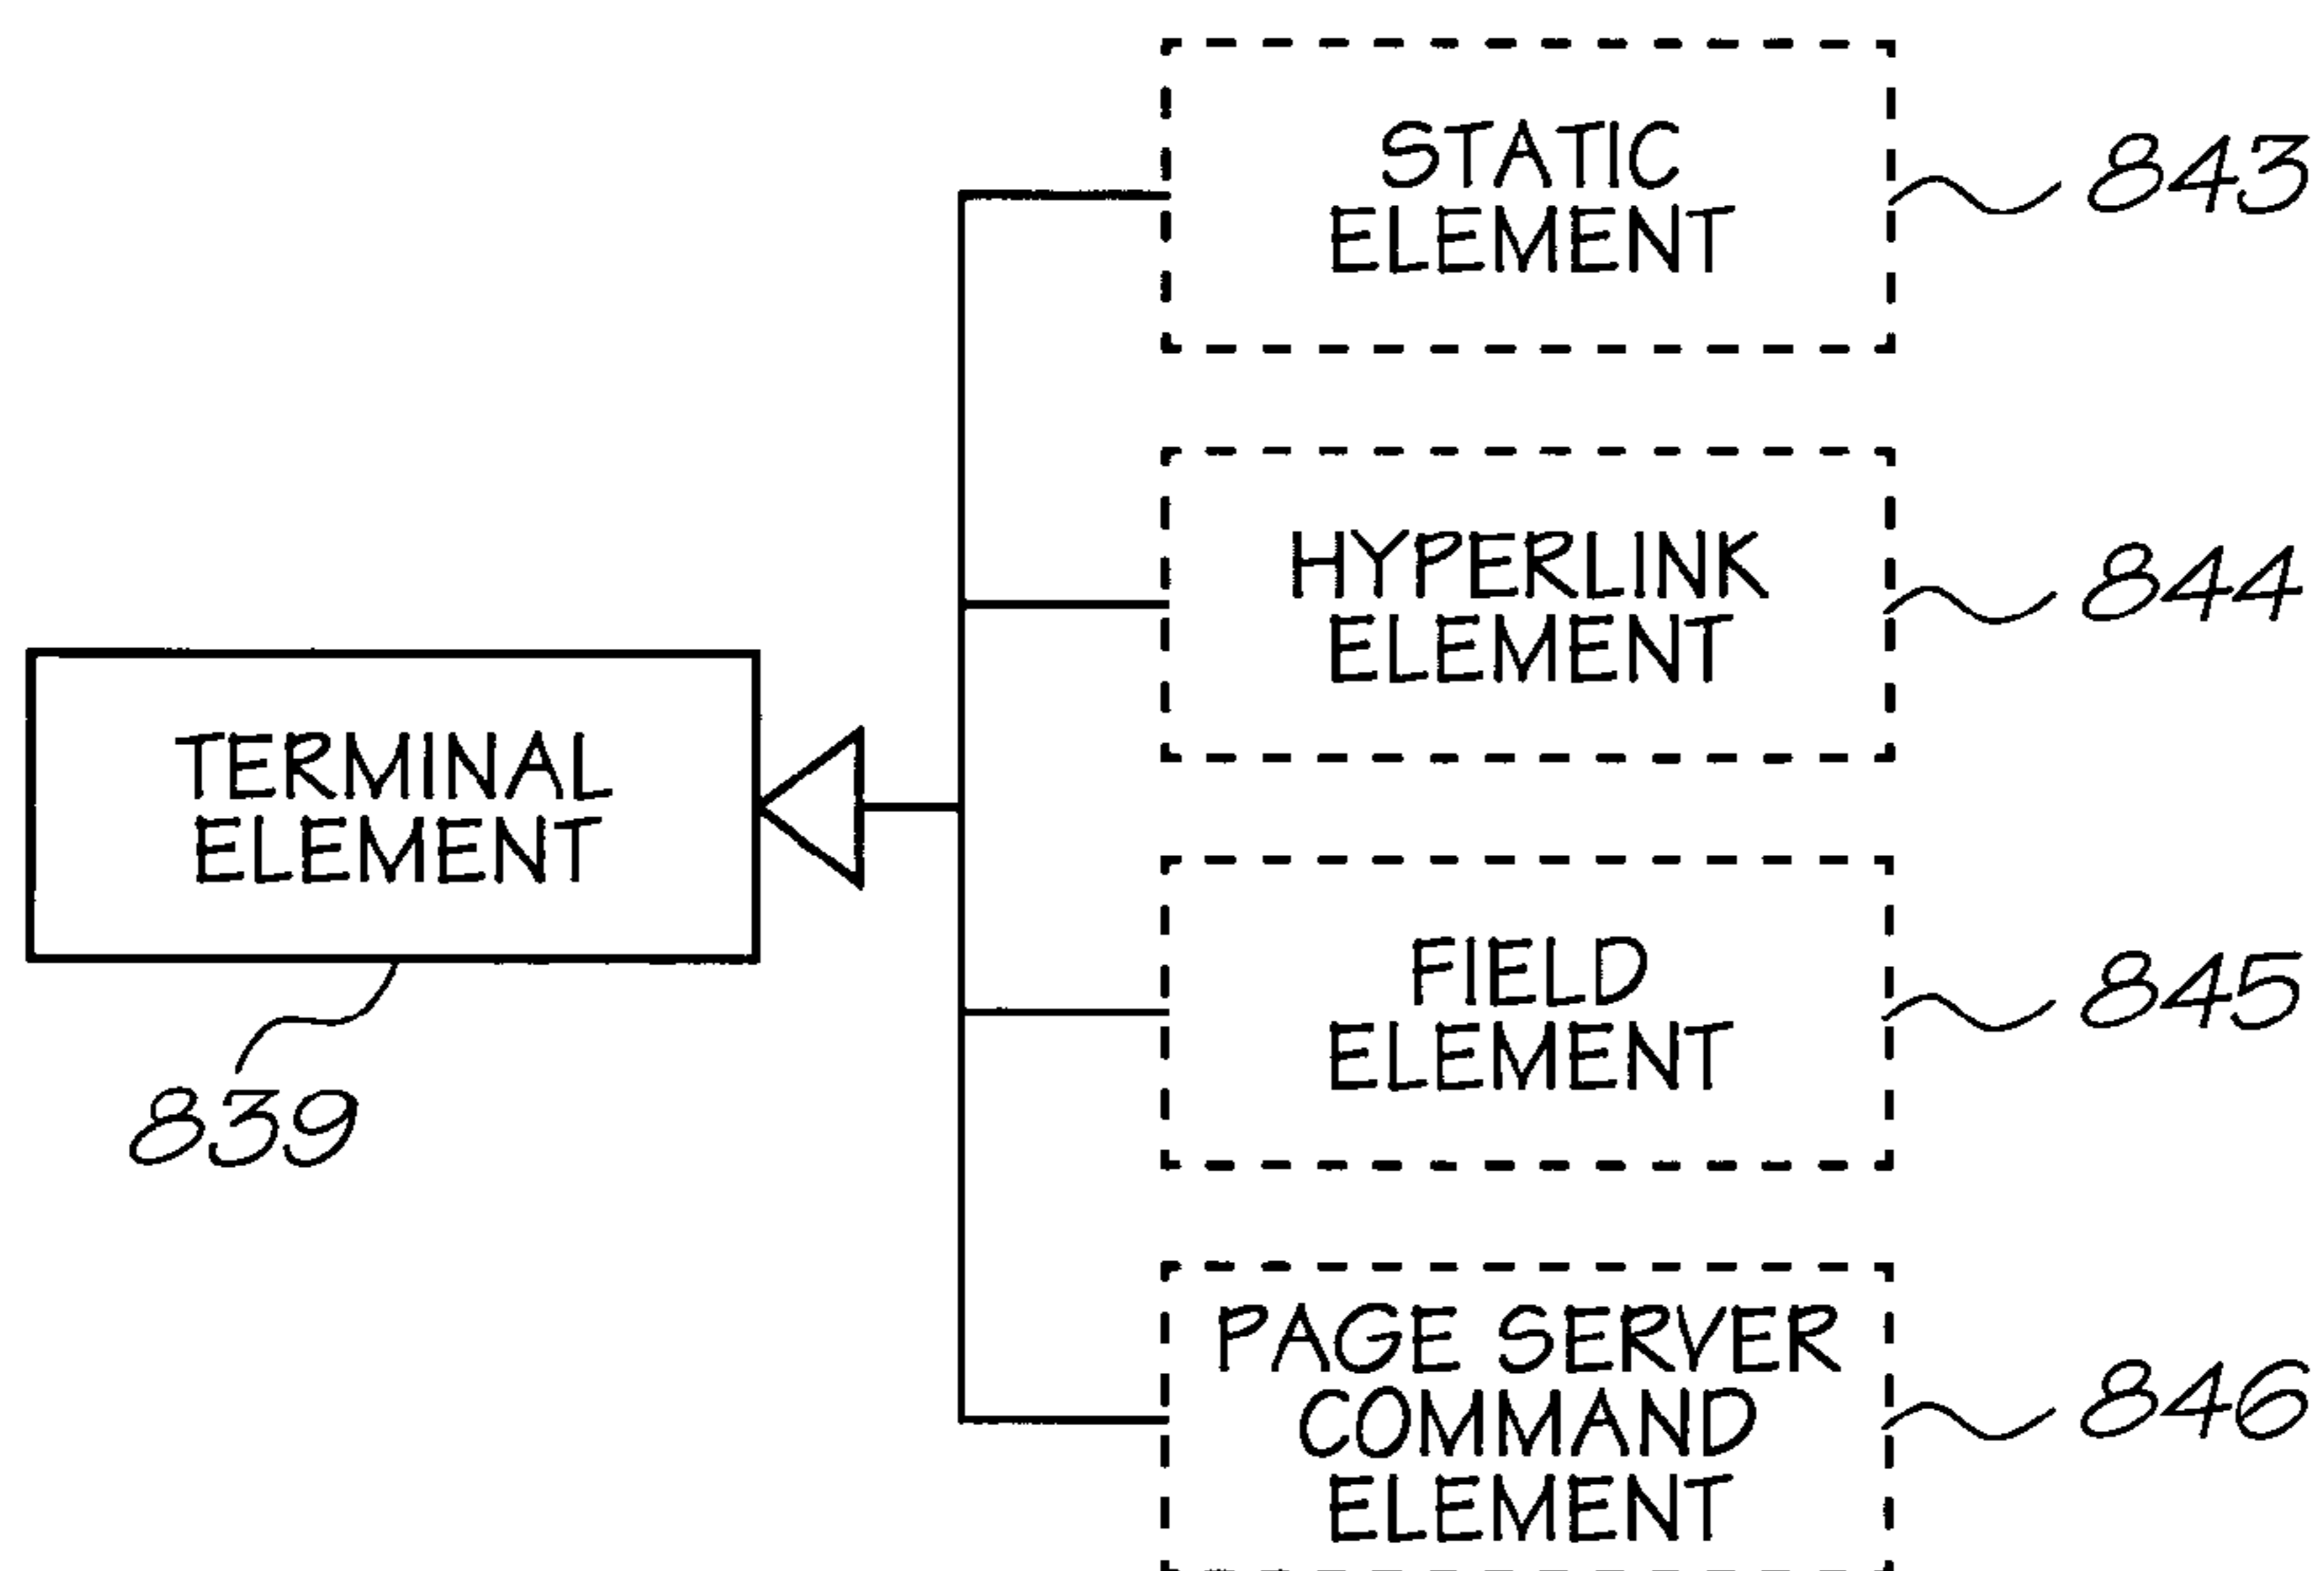 STATIC
ELEMENT
843
HYPERLINK
ELEMENT
844
TERMINAL
ELEMENT
839
FIELD
ELEMENT
845
PAGE SERVER
COMMAND
ELEMENT
846